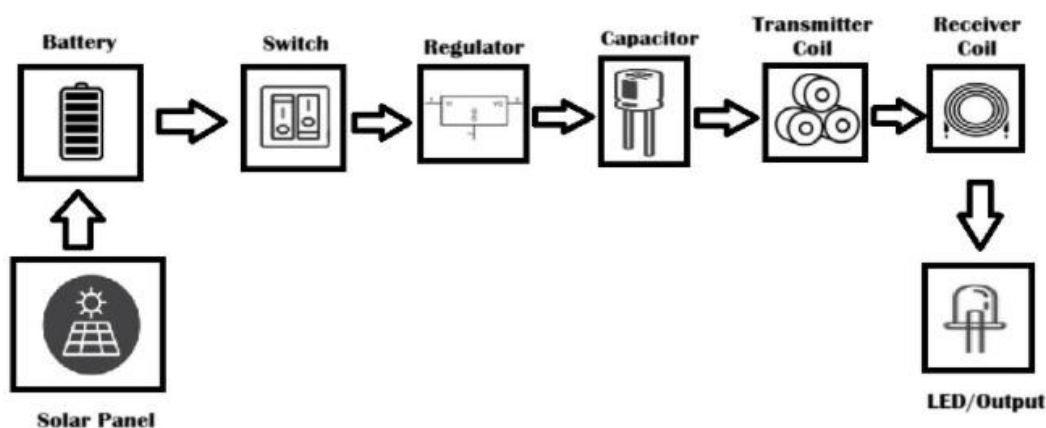 Battery
Switch
Regulator
Capacitor
Transmitter
Coil
Receiver
Coil
Solar Panel
LED/Output